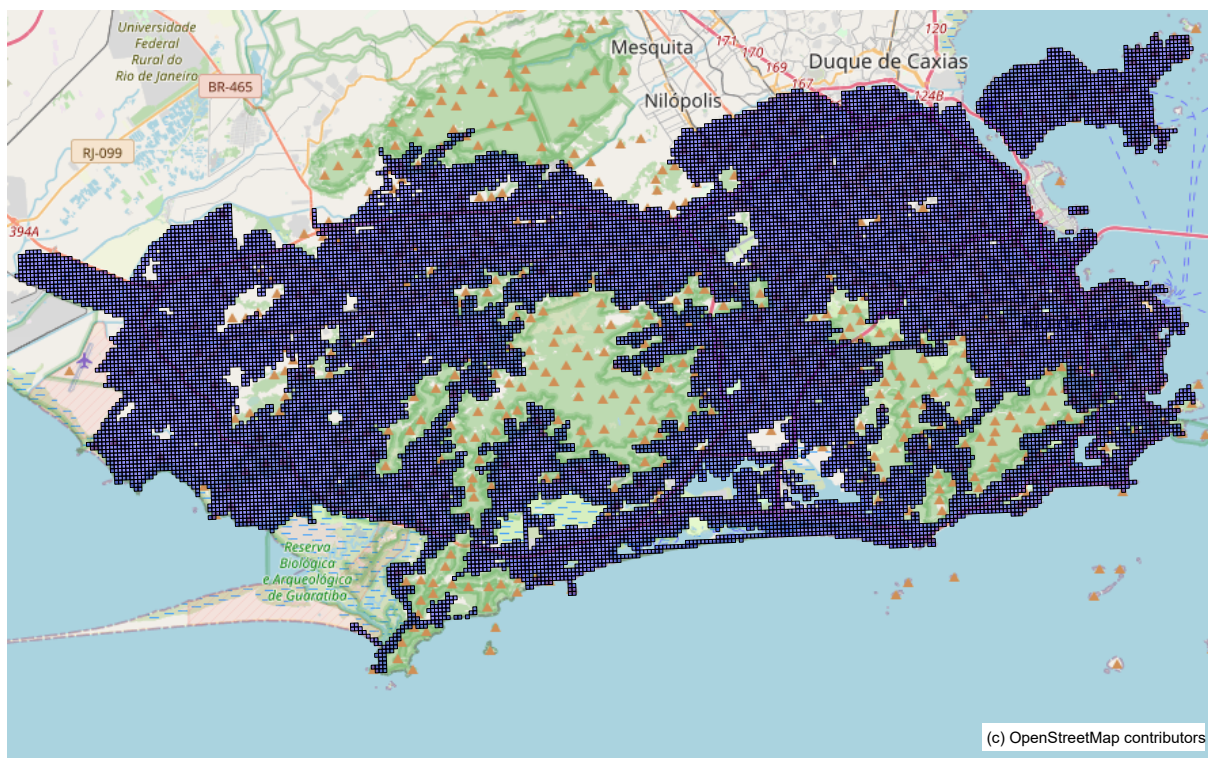 Universidade
Federal
Rural do
Rio de Janeiro
BR-465
RJ-099
394A
Mesquita
Nilópolis
Duque de Caxias
171
170
169
167
120
124B
Reserva
Biológica
e Arqueológica
de Guaratiba
(c) OpenStreetMap contributors